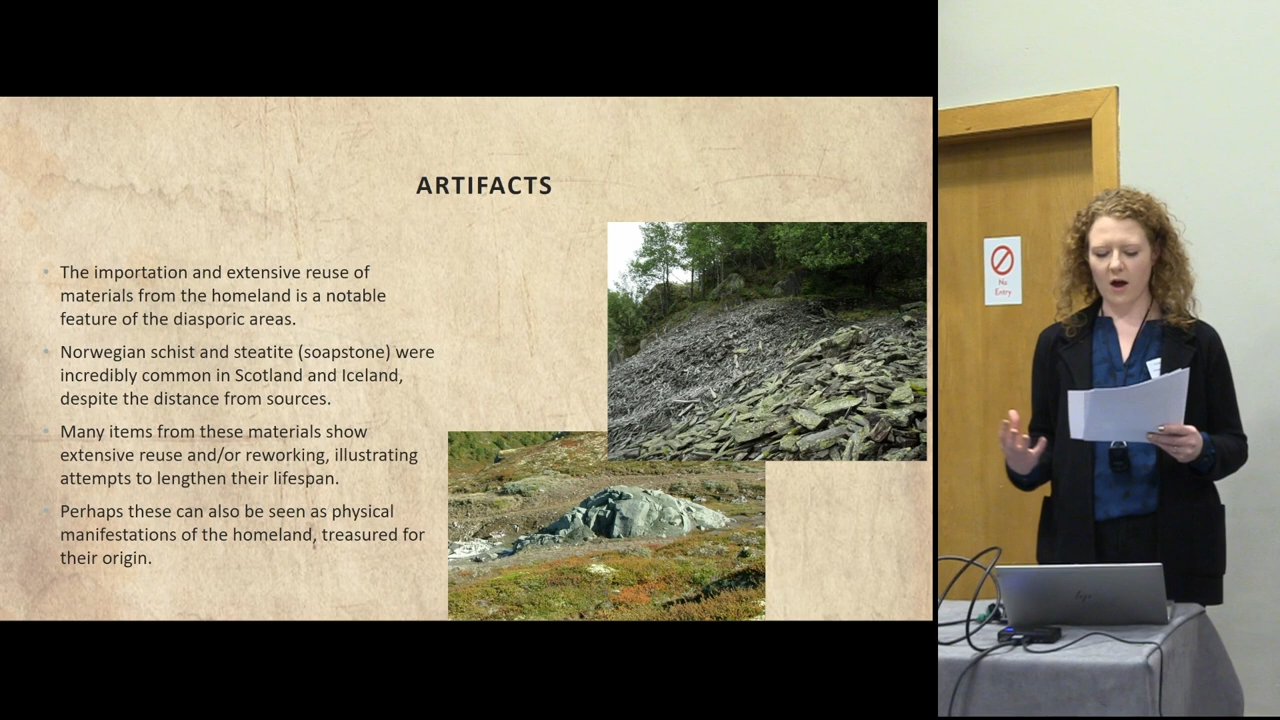 ARTIFACTS
The importation and extensive reuse of
materials from the homeland is a notable
feature of the diasporic areas.
Norwegian schist and steatite (soapstone) were
incredibly common in Scotland and Iceland,
despite the distance from sources.
Many items from these materials show
extensive reuse and/or reworking, illustrating
attempts to lengthen their lifespan.
Perhaps these can also be seen as physical
manifestations of the homeland, treasured for
their origin.
No
Entry
hp